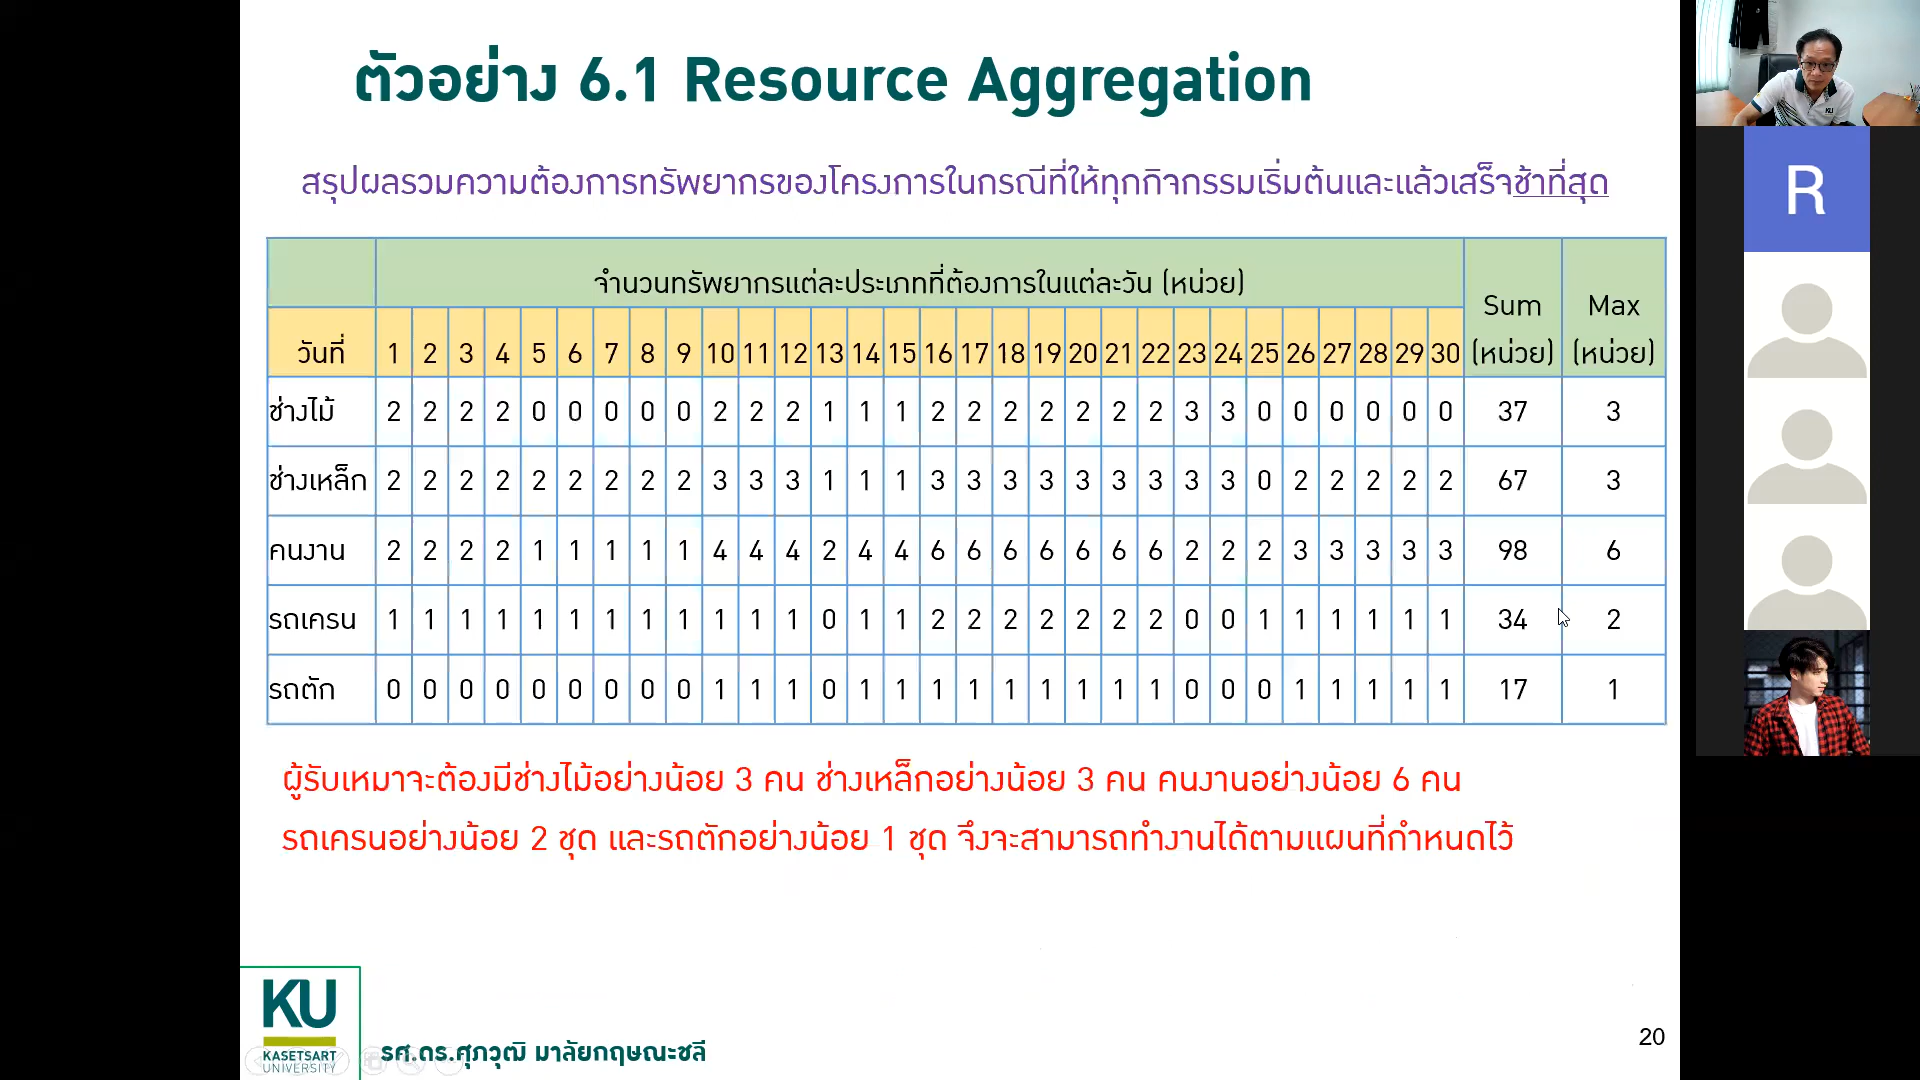 ตัวอย่าง 6.1 Resource Aggregation
สรุปผลรวมความต้องการทรัพยากรของโครงการในกรณีที่ให้ทุกกิจกรรมเริ่มต้นและแล้วเสร็จช้าที่สุด
จำนวนทรัพยากรแต่ละประเภทที่ต้องการในแต่ละวัน (หน่วย) Sum (หน่วย) Max (หน่วย)
วันที่ 1 2 3 4 5 6 7 8 9 10 11 12 13 14 15 16 17 18 19 20 21 22 23 24 25 26 27 28 29 30
ช่างไม้ 2 2 2 2 0 0 0 0 0 2 2 2 1 1 1 2 2 2 2 2 2 2 3 3 0 0 0 0 0 0 37 3
ช่างเหล็ก 2 2 2 2 2 2 2 2 2 3 3 3 1 1 1 3 3 3 3 3 3 3 3 3 0 2 2 2 2 2 67 3
คนงาน 2 2 2 2 1 1 1 1 1 4 4 4 2 4 4 6 6 6 6 6 6 6 2 2 2 3 3 3 3 3 98 6
รถเครน 1 1 1 1 1 1 1 1 1 1 1 1 0 1 1 2 2 2 2 2 2 2 0 0 1 1 1 1 1 1 34 2
รถตัก 0 0 0 0 0 0 0 0 0 1 1 1 0 1 1 1 1 1 1 1 1 1 0 0 0 1 1 1 1 1 17 1
ผู้รับเหมาจะต้องมีช่างไม้อย่างน้อย 3 คน ช่างเหล็กอย่างน้อย 3 คน คนงานอย่างน้อย 6 คน
รถเครนอย่างน้อย 2 ชุด และรถตักอย่างน้อย 1 ชุด จึงจะสามารถทำงานได้ตามแผนที่กำหนดไว้
KU
KASETSART
UNIVERSITY
รศ.ดร.ศุภวุฒิ มาลัยกฤษณะชลี
20
R
KU